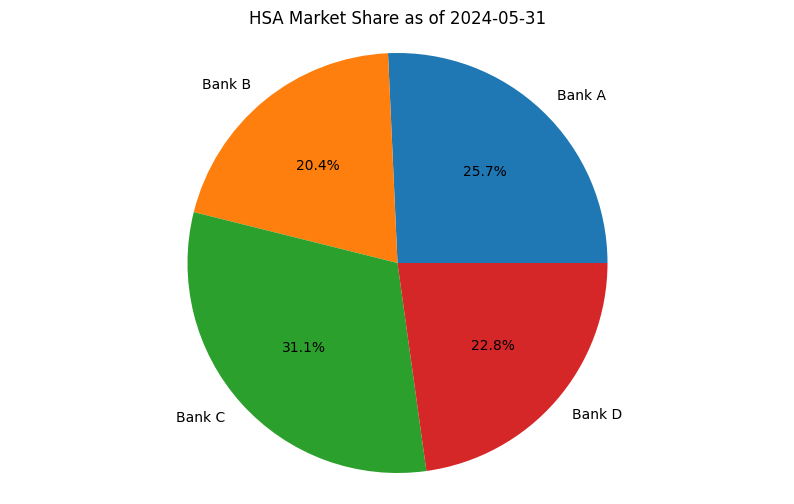 HSA Market Share as of 2024-05-31
Bank B
Bank A
20.4%
25.7%
31.1%
22.8%
Bank C
Bank D